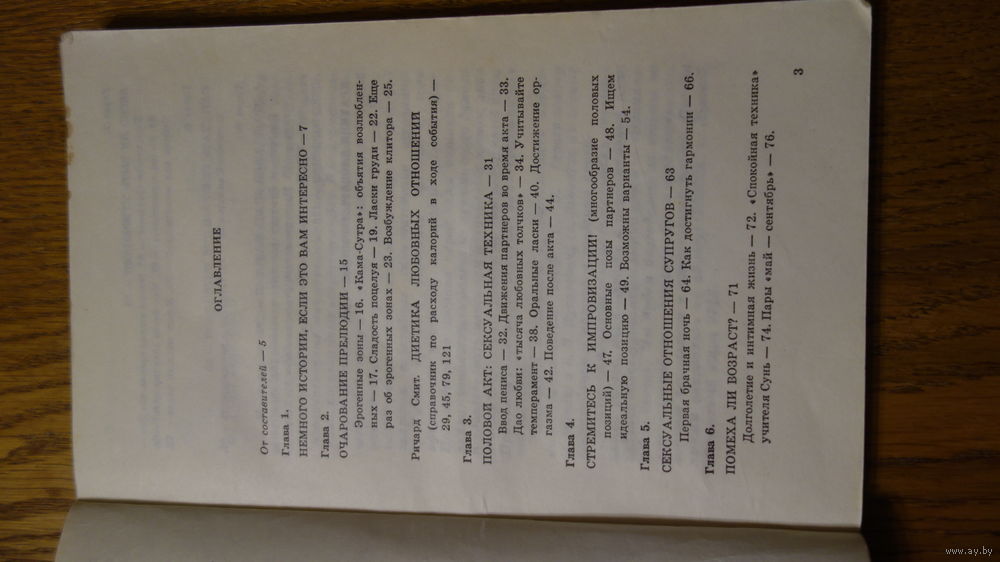 ОГЛАВЛЕНИЕ
От составителей — 5
Глава 1.
НЕМНОГО ИСТОРИИ, ЕСЛИ ЭТО ВАМ ИНТЕРЕСНО — 7
Глава 2.
ОЧАРОВАНИЕ ПРЕЛЮДИИ — 15
Эрогенные зоны — 16. «Кама-Сутра»: объятия возлюблен-
ных — 17. Сладость поцелуя — 19. Ласки груди — 22. Еще
раз об эрогенных зонах — 23. Возбуждение клитора — 25.
Ричард Смит. ДИЕТИКА ЛЮБОВНЫХ ОТНОШЕНИЙ
(справочник по расходу калорий в ходе события) —
29, 45, 79, 121
Глава 3.
ПОЛОВОЙ АКТ: СЕКСУАЛЬНАЯ ТЕХНИКА — 31
Ввод пениса — 32. Движения партнеров во время акта — 33.
Дао любви: «тысяча любовных толчков» — 34. Учитывайте
темперамент — 38. Оральные ласки — 40. Достижение ор-
газма — 42. Поведение после акта — 44.
Глава 4.
СТРЕМИТЕСЬ К ИМПРОВИЗАЦИИ! (многообразие половых
позиций) — 47. Основные позы партнеров — 48. Ищем
идеальную позицию — 49. Возможны варианты — 54.
Глава 5.
СЕКСУАЛЬНЫЕ ОТНОШЕНИЯ СУПРУГОВ — 63
Первая брачная ночь — 64. Как достигнуть гармонии — 66.
Глава 6.
ПОМЕХА ЛИ ВОЗРАСТ? — 71
Долголетие и интимная жизнь — 72. «Спокойная техника»
учителя Сунь — 74. Пары «май — сентябрь» — 76.
3
www.ay.by